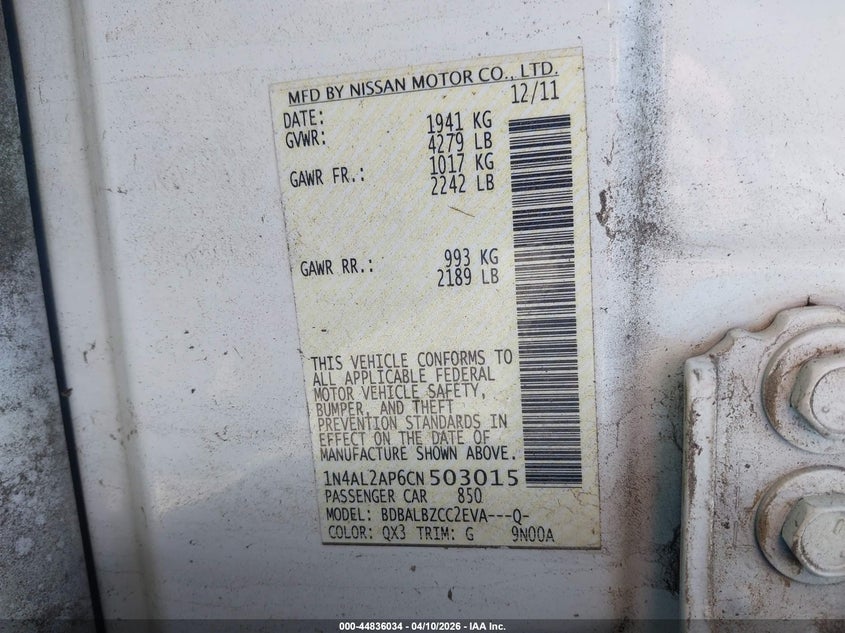 MFD BY NISSAN MOTOR CO., LTD.
DATE: 12/11
GVWR: 1941 KG
4279 LB
GAWR FR.: 1017 KG
2242 LB
GAWR RR.: 993 KG
2189 LB
THIS VEHICLE CONFORMS TO
ALL APPLICABLE FEDERAL
MOTOR VEHICLE SAFETY,
BUMPER, AND THEFT
PREVENTION STANDARDS IN
EFFECT ON THE DATE OF
MANUFACTURE SHOWN ABOVE.
1N4AL2AP6CN503015
PASSENGER CAR 850
MODEL: BDBALBZCC2EVA---Q-
COLOR: QX3 TRIM: G 9N00A
000-44836034 - 04/10/2026 - IAA Inc.